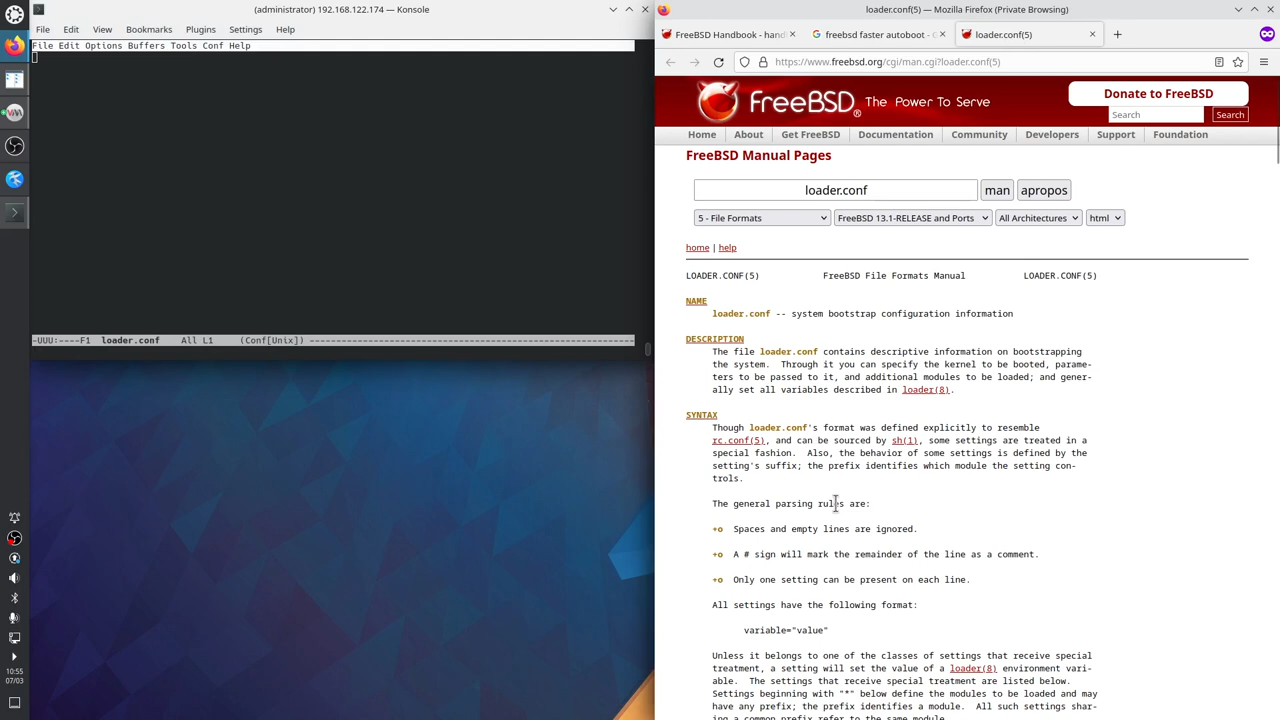 (administrator) 192.168.122.174 — Konsole
File Edit View Bookmarks Plugins Settings Help
File Edit Options Buffers Tools Conf Help
-UUU:----F1 loader.conf All L1 (Conf[Unix]) ------------------------------------------------------------
10:55
07/03
loader.conf(5) — Mozilla Firefox (Private Browsing)
FreeBSD Handbook - hand
freebsd faster autoboot - G
loader.conf(5)
https://www.freebsd.org/cgi/man.cgi?loader.conf(5)
FreeBSD® The Power To Serve
Donate to FreeBSD
Search Search
Home About Get FreeBSD Documentation Community Developers Support Foundation
FreeBSD Manual Pages
loader.conf man apropos
5 - File Formats FreeBSD 13.1-RELEASE and Ports All Architectures html
home | help
LOADER.CONF(5) FreeBSD File Formats Manual LOADER.CONF(5)
NAME
loader.conf -- system bootstrap configuration information
DESCRIPTION
The file loader.conf contains descriptive information on bootstrapping
the system. Through it you can specify the kernel to be booted, parame-
ters to be passed to it, and additional modules to be loaded; and gener-
ally set all variables described in loader(8).
SYNTAX
Though loader.conf's format was defined explicitly to resemble
rc.conf(5), and can be sourced by sh(1), some settings are treated in a
special fashion. Also, the behavior of some settings is defined by the
setting's suffix; the prefix identifies which module the setting con-
trols.
The general parsing rules are:
+o Spaces and empty lines are ignored.
+o A # sign will mark the remainder of the line as a comment.
+o Only one setting can be present on each line.
All settings have the following format:
variable="value"
Unless it belongs to one of the classes of settings that receive special
treatment, a setting will set the value of a loader(8) environment vari-
able. The settings that receive special treatment are listed below.
Settings beginning with "*" below define the modules to be loaded and may
have any prefix; the prefix identifies a module. All such settings shar-
ing a common prefix refer to the same module.